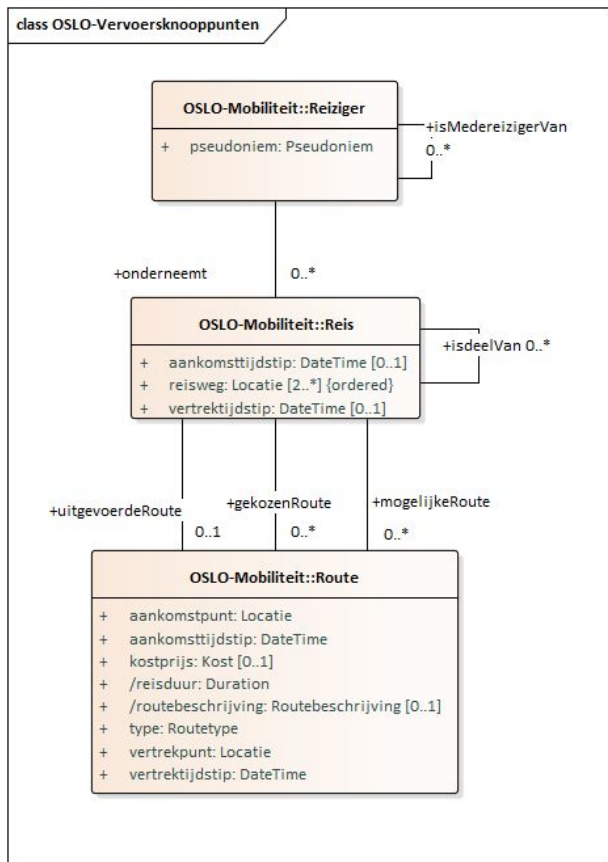 class OSLO-Vervoersknooppunten
OSLO-Mobiliteit::Reiziger
+ pseudoniem: Pseudoniem
+isMedereizigerVan
0..*
+onderneemt 0..*
OSLO-Mobiliteit::Reis
+ aankomsttijdstip: DateTime [0..1]
+ reisweg: Locatie [2..*] {ordered}
+ vertrektijdstip: DateTime [0..1]
+isdeelVan 0..*
+uitgevoerdeRoute
0..1
+gekozenRoute
0..*
+mogelijkeRoute
0..*
OSLO-Mobiliteit::Route
+ aankomstpunt: Locatie
+ aankomsttijdstip: DateTime
+ kostprijs: Kost [0..1]
+ /reisduur: Duration
+ /routebeschrijving: Routebeschrijving [0..1]
+ type: Routetype
+ vertrekpunt: Locatie
+ vertrektijdstip: DateTime